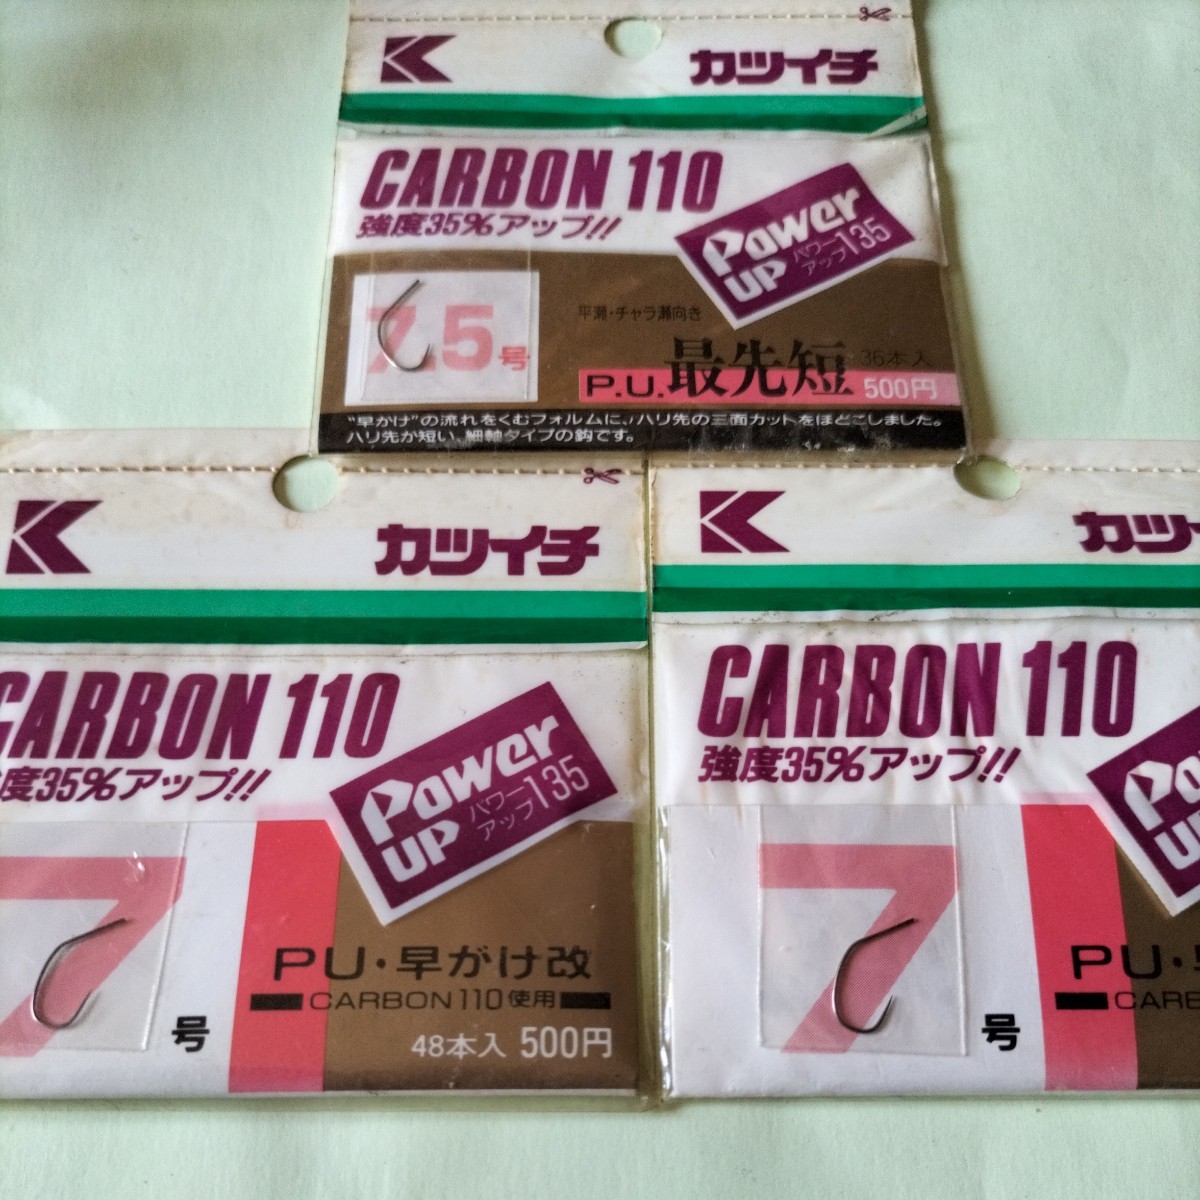 K カツイチ
CARBON 110
強度35%アップ!!
Power UP パワーアップ 135
7.5号
平瀬・チャラ瀬向き
P.U.最先短 36本入
500円
"早がけ"の流れをくむフォルムに、ハリ先の三面カットをほどこしました。
ハリ先が短い、細軸タイプの鈎です。
K カツイチ
CARBON 110
度35%アップ!!
Power UP パワーアップ 135
7号
PU・早がけ改
CARBON110使用
48本入 500円
K カツイ
CARBON 110
強度35%アップ!!
7号
PU・